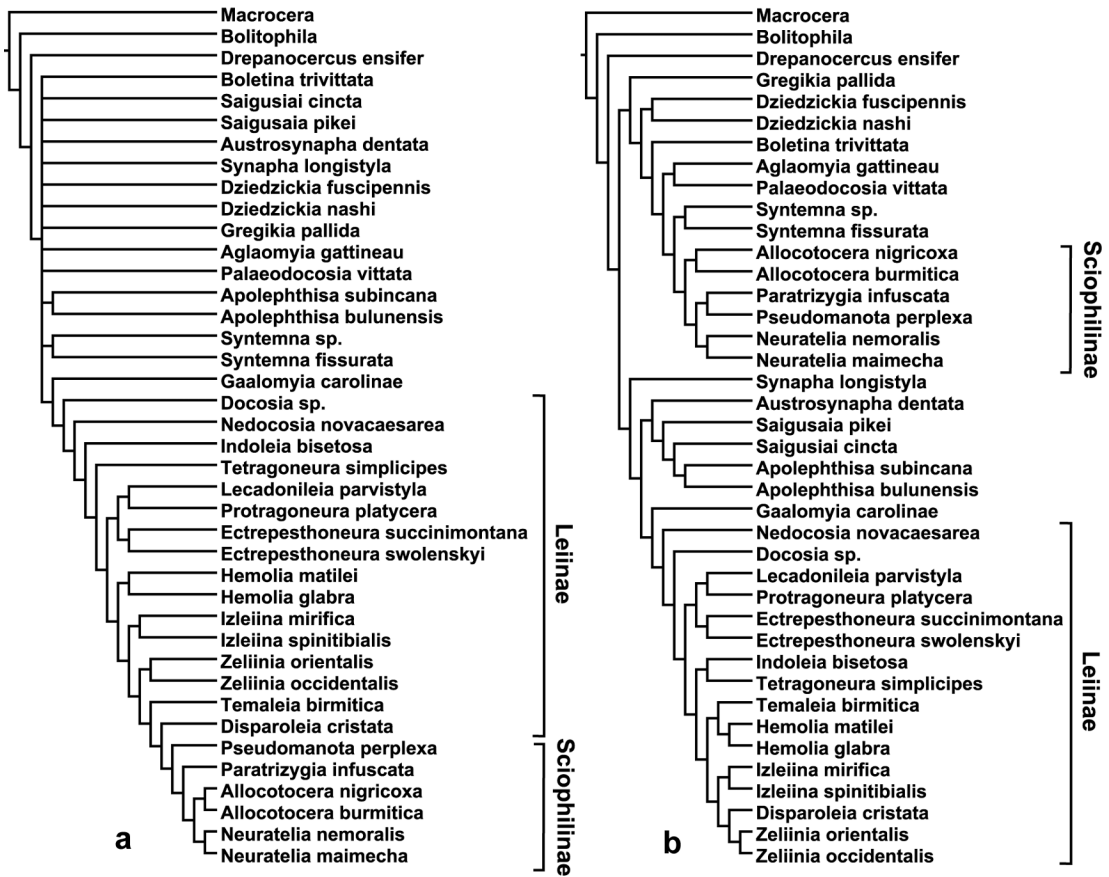 Macrocera
Bolitophila
Drepanocercus ensifer
Boletina trivittata
Saigusiai cincta
Saigusaia pikei
Austrosynapha dentata
Synapha longistyla
Dziedzickia fuscipennis
Dziedzickia nashi
Gregikia pallida
Aglaomyia gattineau
Palaeodocosia vittata
Apolephthisa subincana
Apolephthisa bulunensis
Syntemna sp.
Syntemna fissurata
Gaalomyia carolinae
Docosia sp.
Nedocosia novacaesarea
Indoleia bisetosa
Tetragoneura simplicipes
Lecadonileia parvistyla
Protragoneura platycera
Ectrepesthoneura succinimontana
Ectrepesthoneura swolenskyi
Hemolia matilei
Hemolia glabra
Izleiina mirifica
Izleiina spinitibialis
Zeliinia orientalis
Zeliinia occidentalis
Temaleia birmitica
Disparoleia cristata
Pseudomanota perplexa
Paratrizygia infuscata
Allocotocera nigricoxa
Allocotocera burmitica
Neuratelia nemoralis
Neuratelia maimecha
Leiinae
Sciophilinae
a
Macrocera
Bolitophila
Drepanocercus ensifer
Gregikia pallida
Dziedzickia fuscipennis
Dziedzickia nashi
Boletina trivittata
Aglaomyia gattineau
Palaeodocosia vittata
Syntemna sp.
Syntemna fissurata
Allocotocera nigricoxa
Allocotocera burmitica
Paratrizygia infuscata
Pseudomanota perplexa
Neuratelia nemoralis
Neuratelia maimecha
Synapha longistyla
Austrosynapha dentata
Saigusaia pikei
Saigusiai cincta
Apolephthisa subincana
Apolephthisa bulunensis
Gaalomyia carolinae
Nedocosia novacaesarea
Docosia sp.
Lecadonileia parvistyla
Protragoneura platycera
Ectrepesthoneura succinimontana
Ectrepesthoneura swolenskyi
Indoleia bisetosa
Tetragoneura simplicipes
Temaleia birmitica
Hemolia matilei
Hemolia glabra
Izleiina mirifica
Izleiina spinitibialis
Disparoleia cristata
Zeliinia orientalis
Zeliinia occidentalis
Sciophilinae
Leiinae
b